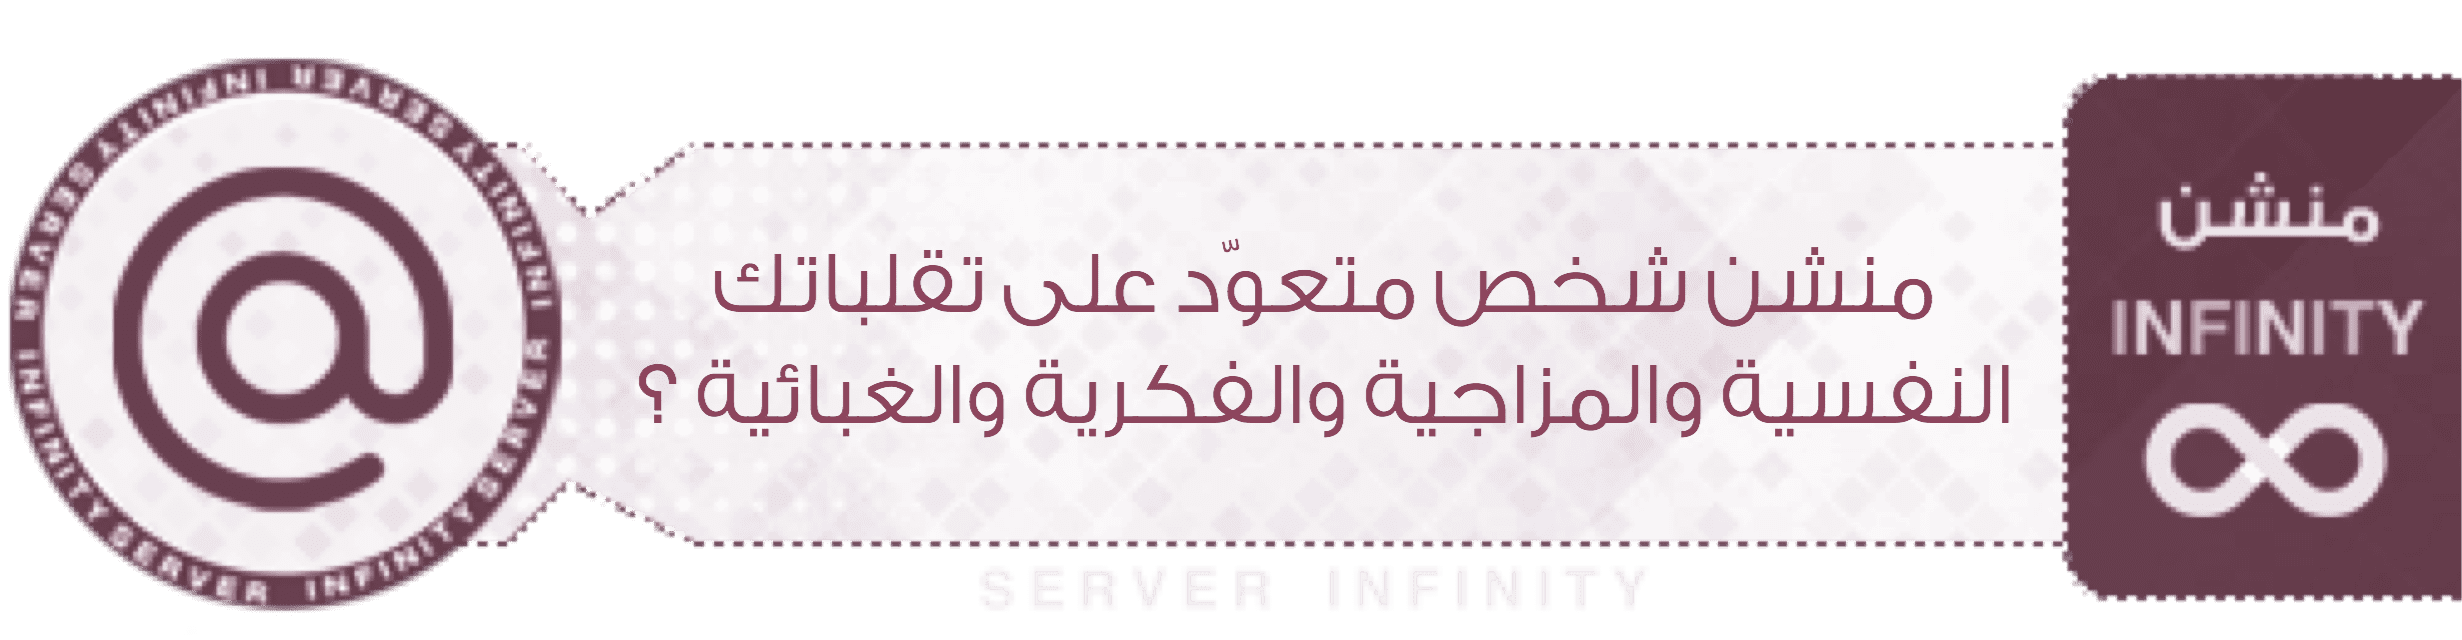 منشن شخص متعوّد على تقلباتك
النفسية والمزاجية والفكرية والغبائية ؟
منشن
INFINITY
SERVER INFINITY
INFINITY SERVER INFINITY SERVER INFINITY SERVER INFINITY SERVER